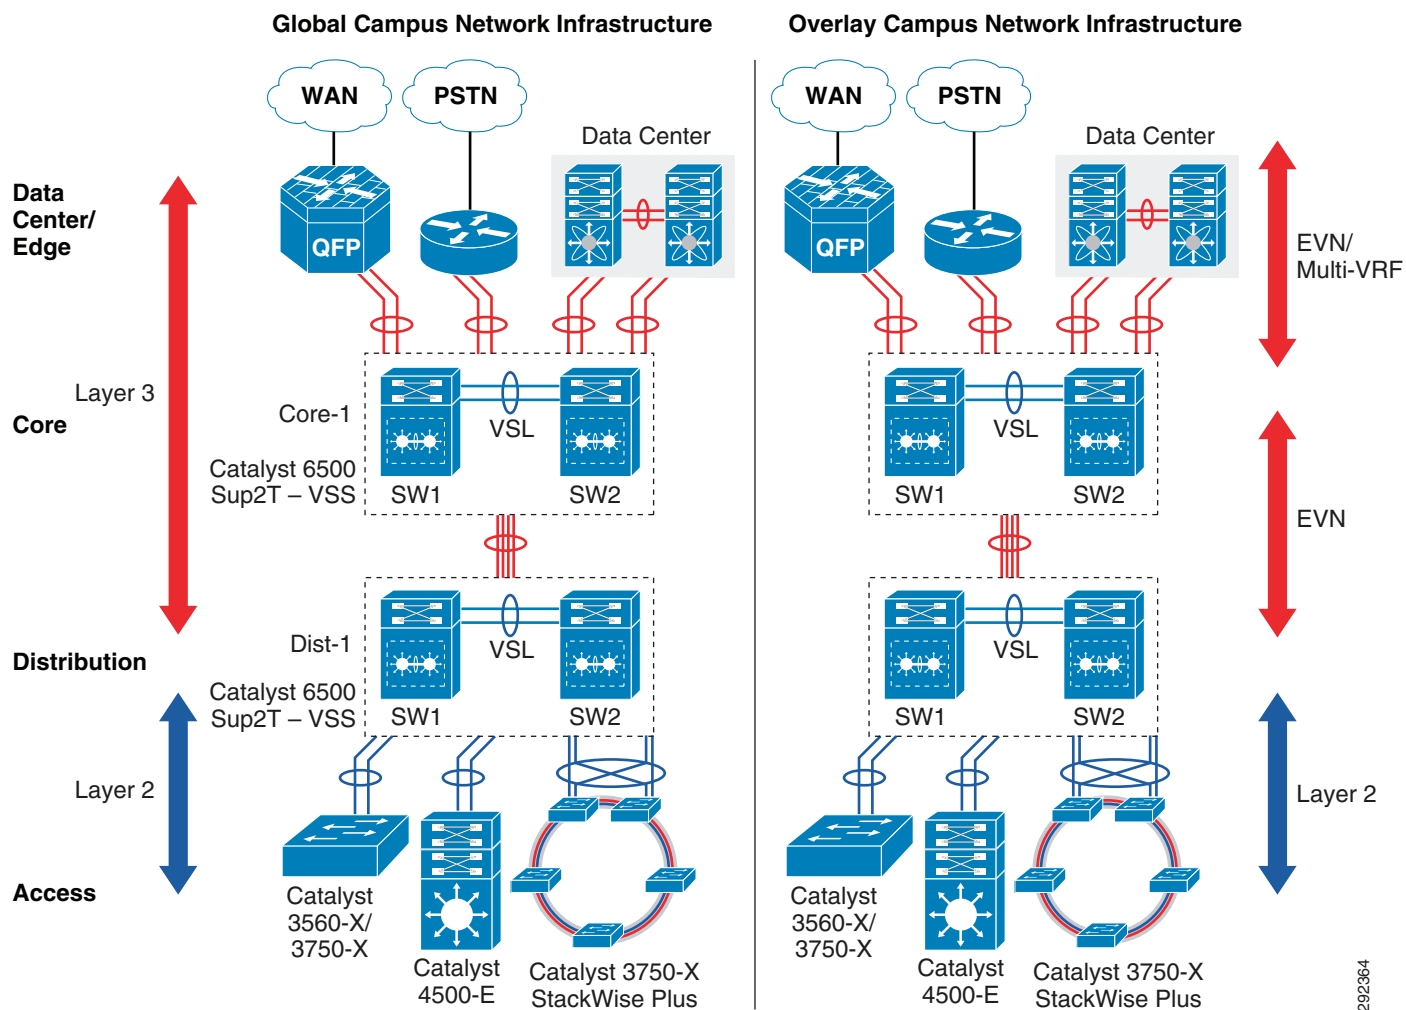 Global Campus Network Infrastructure
Overlay Campus Network Infrastructure
WAN
PSTN
Data Center
QFP
WAN
PSTN
Data Center
QFP
Data
Center/
Edge
EVN/
Multi-VRF
Layer 3
Core
Core-1
Catalyst 6500
Sup2T – VSS
VSL
SW1
SW2
VSL
SW1
SW2
EVN
Distribution
Dist-1
Catalyst 6500
Sup2T – VSS
VSL
SW1
SW2
VSL
SW1
SW2
Layer 2
Layer 2
Access
Catalyst
3560-X/
3750-X
Catalyst
4500-E
Catalyst 3750-X
StackWise Plus
Catalyst
3560-X/
3750-X
Catalyst
4500-E
Catalyst 3750-X
StackWise Plus
292364